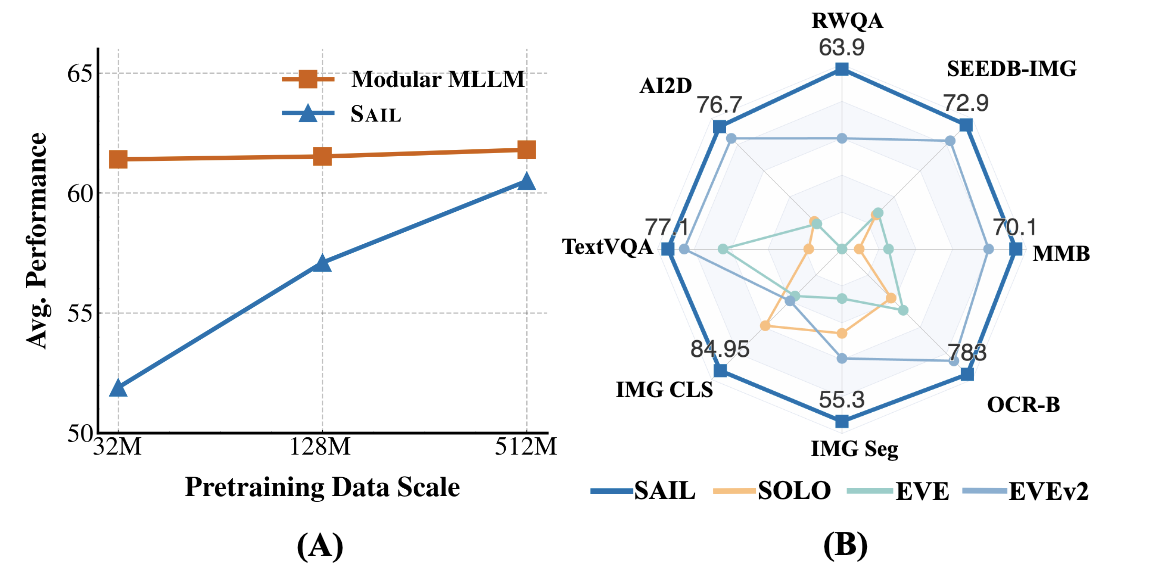 65
60
55
50
Avg. Performance
Modular MLLM
SAIL
32M
128M
512M
Pretraining Data Scale
(A)
RWQA
63.9
SEEDB-IMG
72.9
AI2D
76.7
77.1
TextVQA
70.1
MMB
84.95
IMG CLS
783
OCR-B
55.3
IMG Seg
SAIL
SOLO
EVE
EVEv2
(B)